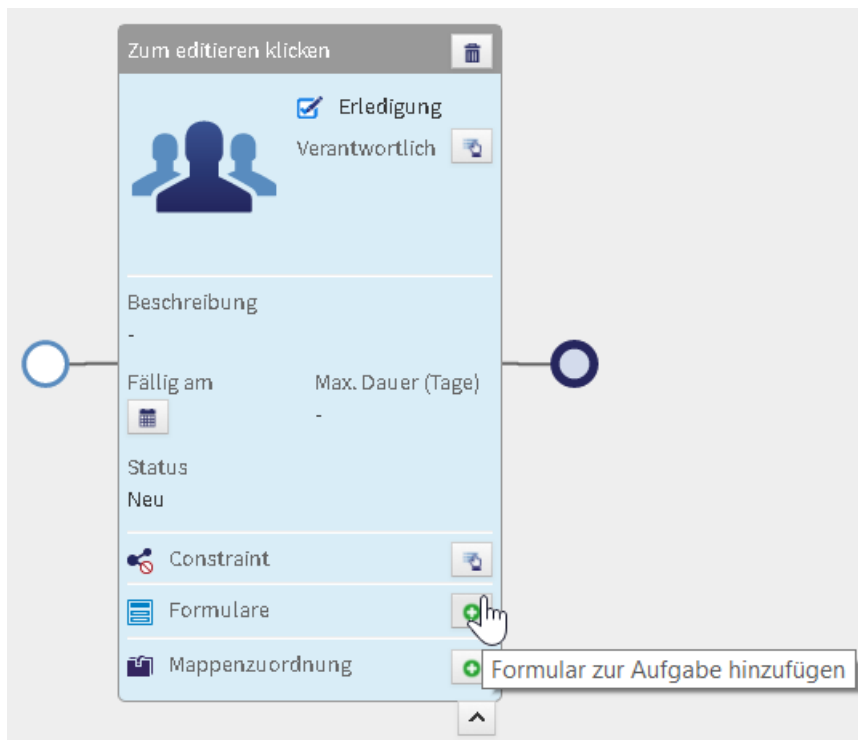 Zum editieren klicken
Erledigung
Verantwortlich
Beschreibung
-
Fällig am Max. Dauer (Tage)
-
Status
Neu
Constraint
Formulare
Formular zur Aufgabe hinzufügen
Mappenzuordnung